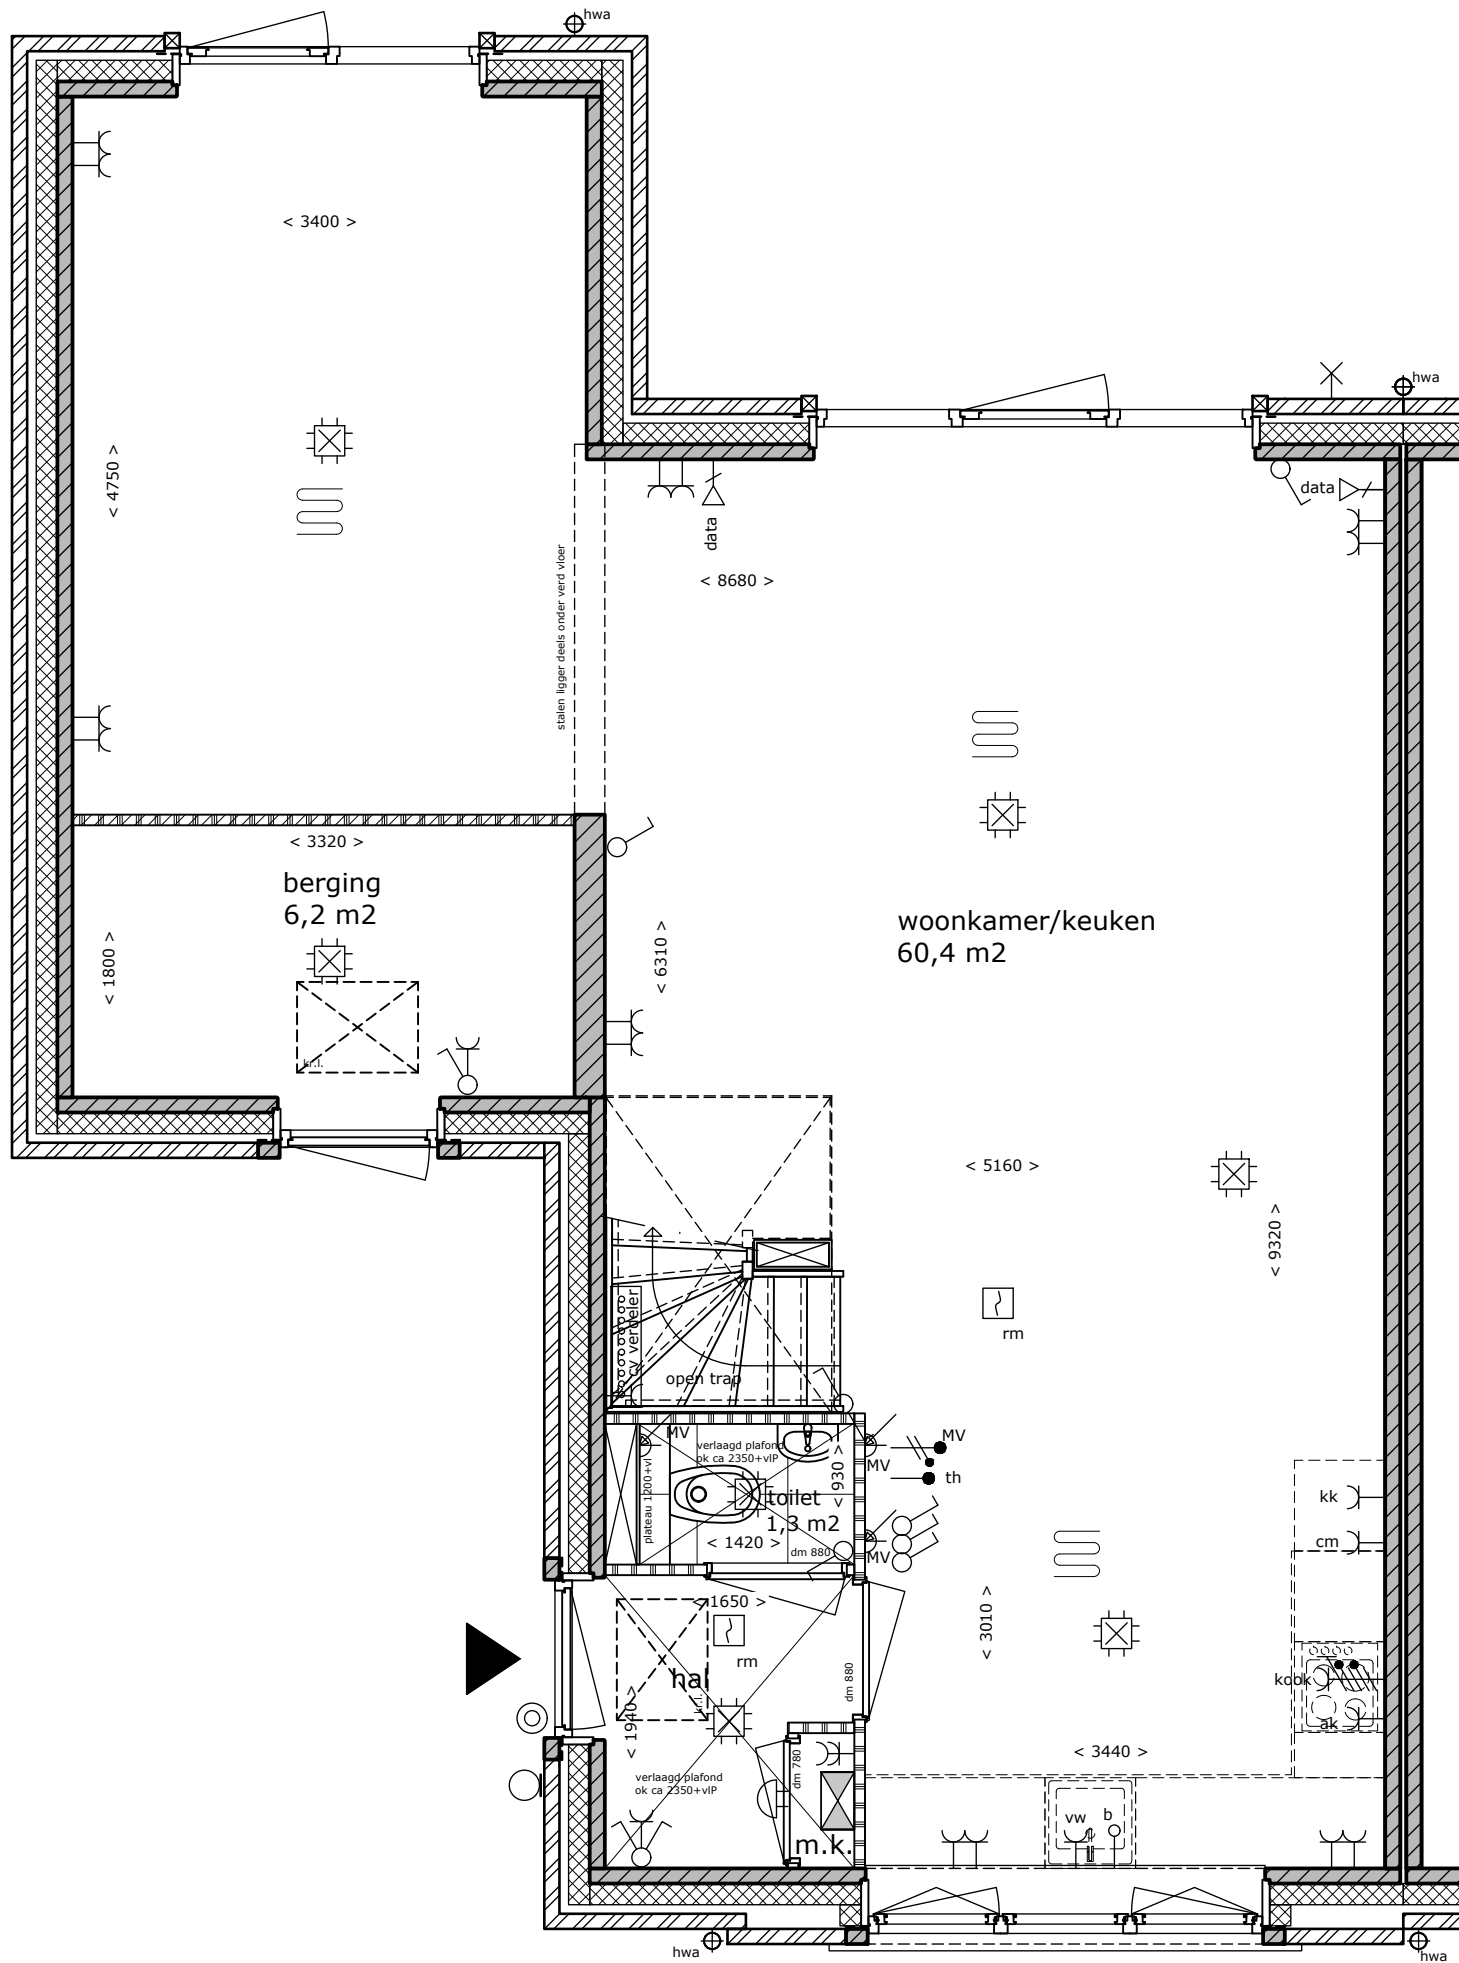 hwa
< 3400 >
hwa
data
< 4750 >
data
< 8680 >
stalen ligger deels onder verd vloer
< 3320 >
berging
6,2 m2
woonkamer/keuken
60,4 m2
< 1800 >
< 6310 >
kr.l.
< 5160 >
< 9320 >
cv verdeler
rm
open trap
MV
verlaagd plafond
ok ca 2350+vlP
MV
MV
th
plateau 1200+vl
< 930 >
toilet
1,3 m2
kk
< 1420 >
dm 880
MV
cm
< 1650 >
< 3010 >
rm
hal
kr.l.
dm 880
kook
< 1940 >
ak
< 3440 >
verlaagd plafond
ok ca 2350+vlP
dm 780
m.k.
vw
b
hwa
hwa